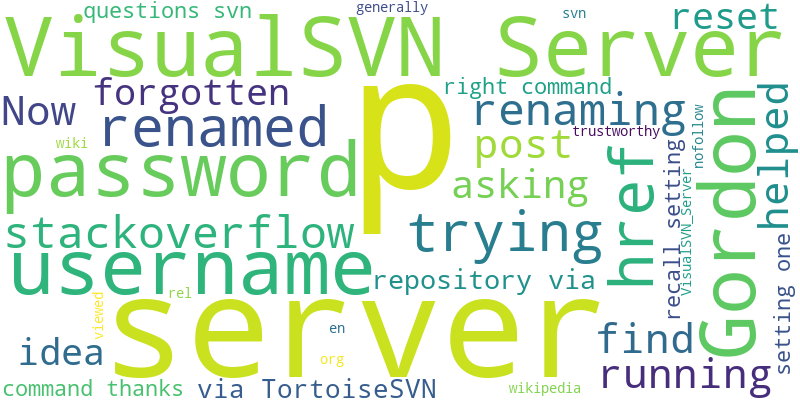 questions svn
generally
svn
reset
VisualSVN Server
forgotten
right command
Now
renamed
p
renaming
trustworthy
wiki
post
password
asking
href
nofollow
Gordon
helped
recall setting
VisualSVN_Server
stackoverflow
trying
username
repository via
setting one
rel
viewed
server
en
find
idea
org
running
command thanks
via TortoiseSVN
wikipedia